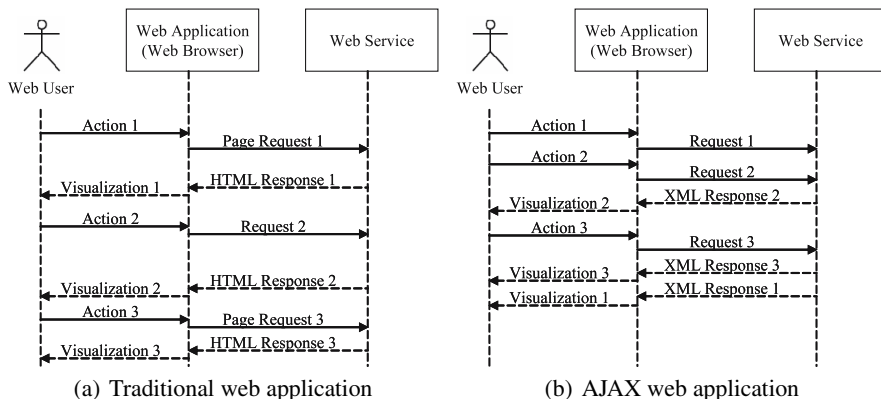 Web Application
(Web Browser)
Web Service
Web User
Action 1
Page Request 1
HTML Response 1
Visualization 1
Action 2
Request 2
HTML Response 2
Visualization 2
Action 3
Page Request 3
HTML Response 3
Visualization 3
(a) Traditional web application
Web Application
(Web Browser)
Web Service
Web User
Action 1
Request 1
Action 2
Request 2
XML Response 2
Visualization 2
Action 3
Request 3
XML Response 3
Visualization 3
XML Response 1
Visualization 1
(b) AJAX web application